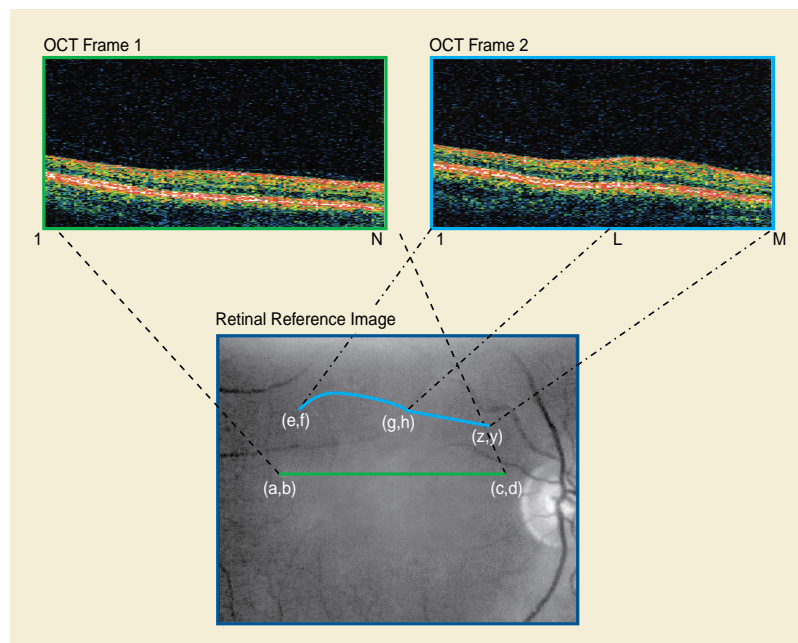 OCT Frame 1
OCT Frame 2
1 N
1 L M
Retinal Reference Image
(e,f)
(g,h)
(z,y)
(a,b)
(c,d)